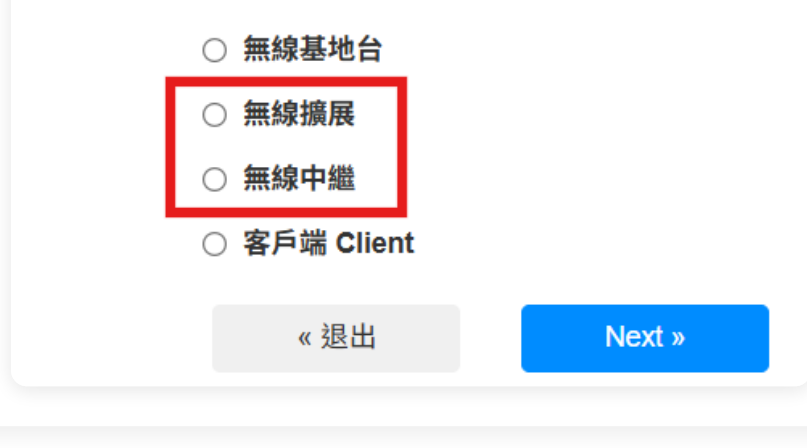 無線基地台
無線擴展
無線中繼
客戶端 Client
« 退出
Next »